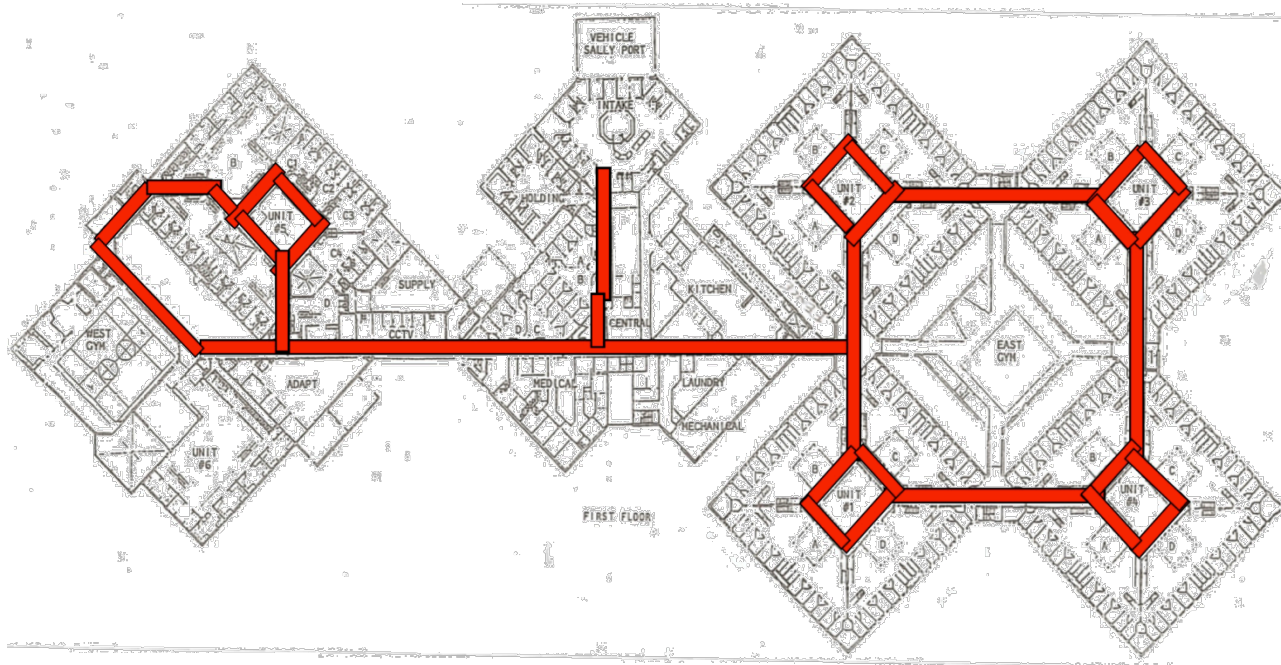 VEHICLE
SALLY PORT
INTAKE
HOLDING
A
B
D
C
CENTRAL
KITCHEN
MEDICAL
LAUNDRY
MECHANICAL
B
C1
C2
C3
C4
A
D
UNIT
#5
SUPPLY
CCTV
WEST
GYM
ADAPT
UNIT
#6
B
C
UNIT
#2
A
D
B
C
UNIT
#3
A
D
EAST
GYM
B
C
UNIT
#1
A
D
B
C
UNIT
#4
A
D
FIRST FLOOR